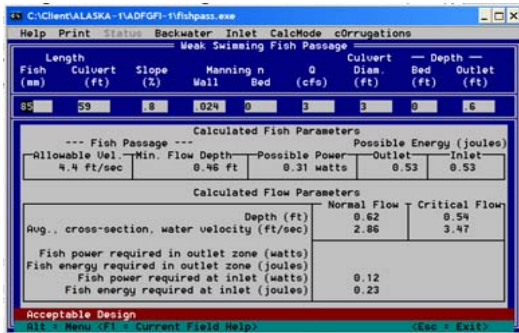 C:\Client\ALASKA~1\ADFGFI~1\fishpass.exe
Help Print Status Backwater Inlet CalcMode cOrrugations
Weak Swimming Fish Passage
Length Culvert — Depth —
Fish Culvert Slope Manning n Q Diam. Bed Outlet
(mm) (ft) (%) Wall Bed (cfs) (ft) (ft) (ft)
85 59 .8 .024 0 3 3 0 .6
Calculated Fish Parameters
--- Fish Passage --- Possible Energy (joules)
Allowable Vel. Min. Flow Depth Possible Power Outlet Inlet
4.4 ft/sec 0.46 ft 0.31 watts 0.53 0.53
Calculated Flow Parameters
Normal Flow Critical Flow
Depth (ft) 0.62 0.54
Avg., cross-section, water velocity (ft/sec) 2.86 3.47
Fish power required in outlet zone (watts)
Fish energy required in outlet zone (joules)
Fish power required at inlet (watts) 0.12
Fish energy required at inlet (joules) 0.23
Acceptable Design
Alt = Menu <F1 = Current Field Help> <Esc = Exit>